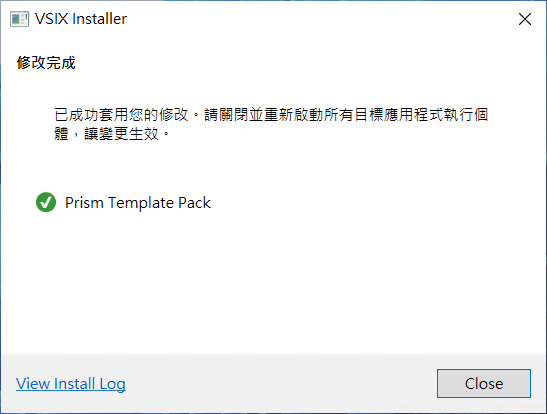 VSIX Installer
修改完成
已成功套用您的修改。請關閉並重新啟動所有目標應用程式執行個
體，讓變更生效。
Prism Template Pack
View Install Log
Close